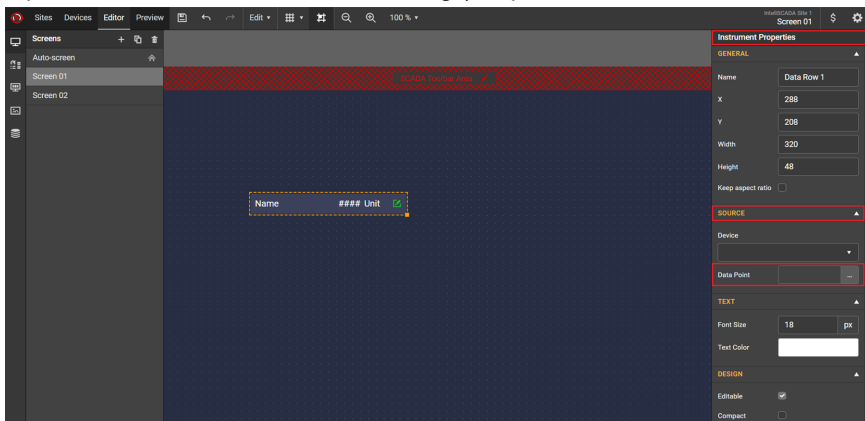 Sites Devices Editor Preview Edit 100 % InteliSCADA Site 1
Screen 01 $
Screens + Instrument Properties
Auto-screen GENERAL
Screen 01 SCADA Toolbar Area Name Data Row 1
Screen 02 X 288
Y 208
Width 320
Height 48
Keep aspect ratio
Name #### Unit
SOURCE
Device
Data Point ...
TEXT
Font Size 18 px
Text Color
DESIGN
Editable
Compact